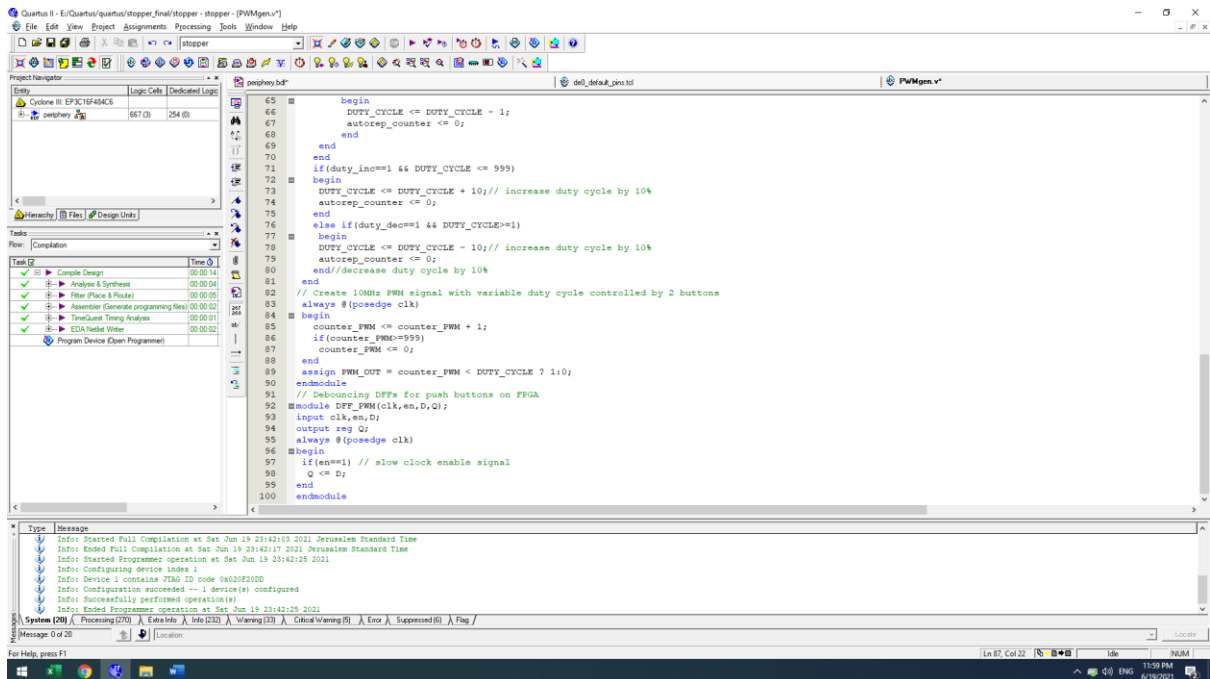 Quartus II - E:/Quartus/quartus/stopper_final/stopper - stopper - [PWMgen.v*]
File Edit View Project Assignments Processing Tools Window Help
stopper
Project Navigator
Entity Logic Cells Dedicated Logic
Cyclone III: EP3C16F484C6
periphery 667 (3) 254 (0)
Hierarchy Files Design Units
Tasks
Flow: Compilation
Task Time
Compile Design 00:00:14
Analysis & Synthesis 00:00:04
Fitter (Place & Route) 00:00:05
Assembler (Generate programming files) 00:00:02
TimeQuest Timing Analysis 00:00:01
EDA Netlist Writer 00:00:02
Program Device (Open Programmer)
periphery.bdf* de0_default_pins.tcl PWMgen.v*
65 begin
66 DUTY_CYCLE <= DUTY_CYCLE - 1;
67 autorep_counter <= 0;
68 end
69 end
70 end
71 if(duty_inc==1 && DUTY_CYCLE <= 999)
72 begin
73 DUTY_CYCLE <= DUTY_CYCLE + 10;// increase duty cycle by 10%
74 autorep_counter <= 0;
75 end
76 else if(duty_dec==1 && DUTY_CYCLE>=1)
77 begin
78 DUTY_CYCLE <= DUTY_CYCLE - 10;// increase duty cycle by 10%
79 autorep_counter <= 0;
80 end//decrease duty cycle by 10%
81 end
82 // Create 10MHz PWM signal with variable duty cycle controlled by 2 buttons
83 always @(posedge clk)
84 begin
85 counter_PWM <= counter_PWM + 1;
86 if(counter_PWM>=999)
87 counter_PWM <= 0;
88 end
89 assign PWM_OUT = counter_PWM < DUTY_CYCLE ? 1:0;
90 endmodule
91 // Debouncing DFFs for push buttons on FPGA
92 module DFF_PWM(clk,en,D,Q);
93 input clk,en,D;
94 output reg Q;
95 always @(posedge clk)
96 begin
97 if(en==1) // slow clock enable signal
98 Q <= D;
99 end
100 endmodule
267
268
ab/
Type Message
Info: Started Full Compilation at Sat Jun 19 23:42:03 2021 Jerusalem Standard Time
Info: Ended Full Compilation at Sat Jun 19 23:42:17 2021 Jerusalem Standard Time
Info: Started Programmer operation at Sat Jun 19 23:42:25 2021
Info: Configuring device index 1
Info: Device 1 contains JTAG ID code 0x020F20DD
Info: Configuration succeeded -- 1 device(s) configured
Info: Successfully performed operation(s)
Info: Ended Programmer operation at Sat Jun 19 23:42:25 2021
System (20) Processing (270) Extra Info Info (232) Warning (33) Critical Warning (5) Error Suppressed (6) Flag
Messages
Message: 0 of 20 Location: Locate
For Help, press F1 Ln 87, Col 22 Idle NUM
ENG 11:59 PM
6/19/2021